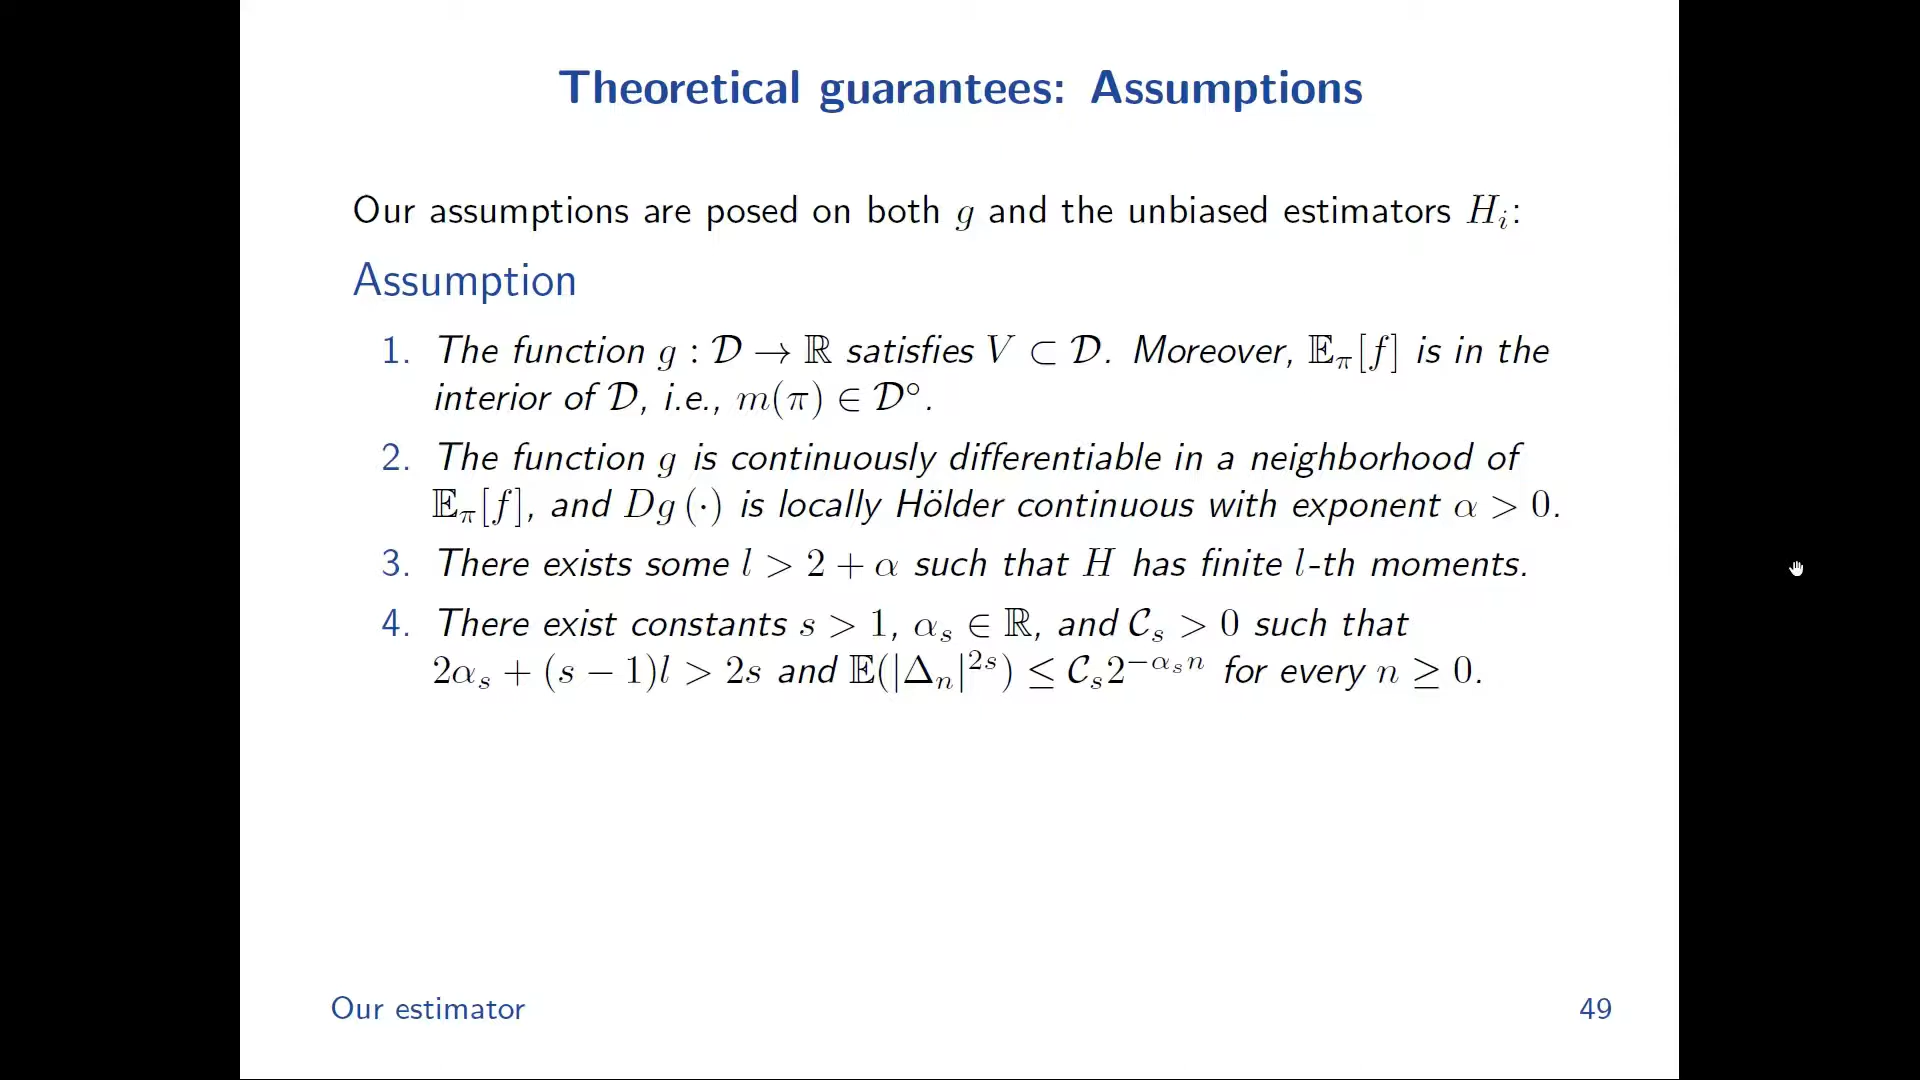 Theoretical guarantees: Assumptions
Our assumptions are posed on both g and the unbiased estimators H_i:
Assumption
1. The function g : 𝒟 → ℝ satisfies V ⊂ 𝒟. Moreover, 𝔼_π[f] is in the
interior of 𝒟, i.e., m(π) ∈ 𝒟°.
2. The function g is continuously differentiable in a neighborhood of
𝔼_π[f], and Dg (·) is locally Hölder continuous with exponent α > 0.
3. There exists some l > 2 + α such that H has finite l-th moments.
4. There exist constants s > 1, α_s ∈ ℝ, and 𝒞_s > 0 such that
2α_s + (s − 1)l > 2s and 𝔼(|Δ_n|^{2s}) ≤ 𝒞_s 2^{−α_s n} for every n ≥ 0.
Our estimator
49